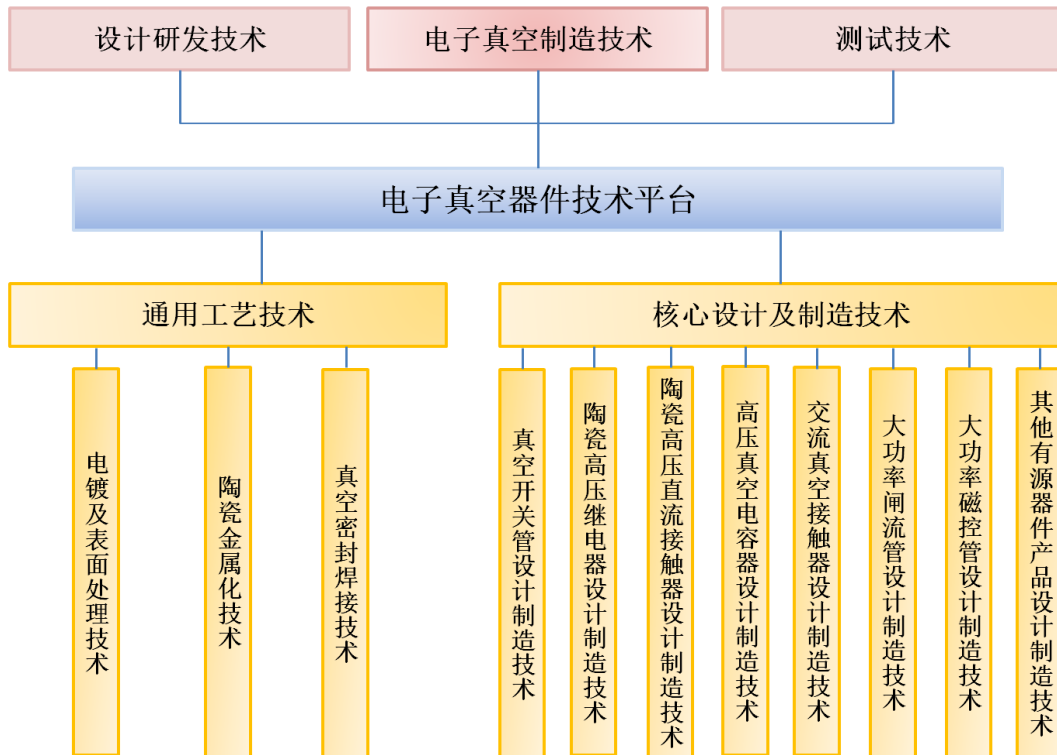 设计研发技术
电子真空制造技术
测试技术
电子真空器件技术平台
通用工艺技术
核心设计及制造技术
电镀及表面处理技术
陶瓷金属化技术
真空密封焊接技术
真空开关管设计制造技术
陶瓷高压继电器设计制造技术
陶瓷高压直流接触器设计制造技术
高压真空电容器设计制造技术
交流真空接触器设计制造技术
大功率闸流管设计制造技术
大功率磁控管设计制造技术
其他有源器件产品设计制造技术